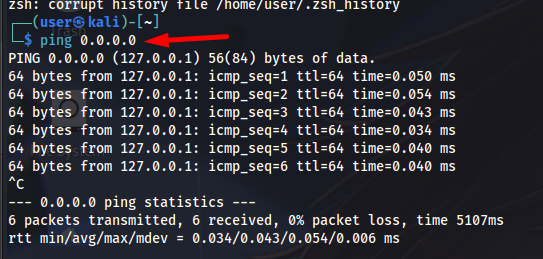 zsh: corrupt history file /home/user/.zsh_history
┌──(user㉿kali)-[~]
└─$ ping 0.0.0.0
PING 0.0.0.0 (127.0.0.1) 56(84) bytes of data.
64 bytes from 127.0.0.1: icmp_seq=1 ttl=64 time=0.050 ms
64 bytes from 127.0.0.1: icmp_seq=2 ttl=64 time=0.054 ms
64 bytes from 127.0.0.1: icmp_seq=3 ttl=64 time=0.043 ms
64 bytes from 127.0.0.1: icmp_seq=4 ttl=64 time=0.034 ms
64 bytes from 127.0.0.1: icmp_seq=5 ttl=64 time=0.040 ms
64 bytes from 127.0.0.1: icmp_seq=6 ttl=64 time=0.040 ms
^C
--- 0.0.0.0 ping statistics ---
6 packets transmitted, 6 received, 0% packet loss, time 5107ms
rtt min/avg/max/mdev = 0.034/0.043/0.054/0.006 ms